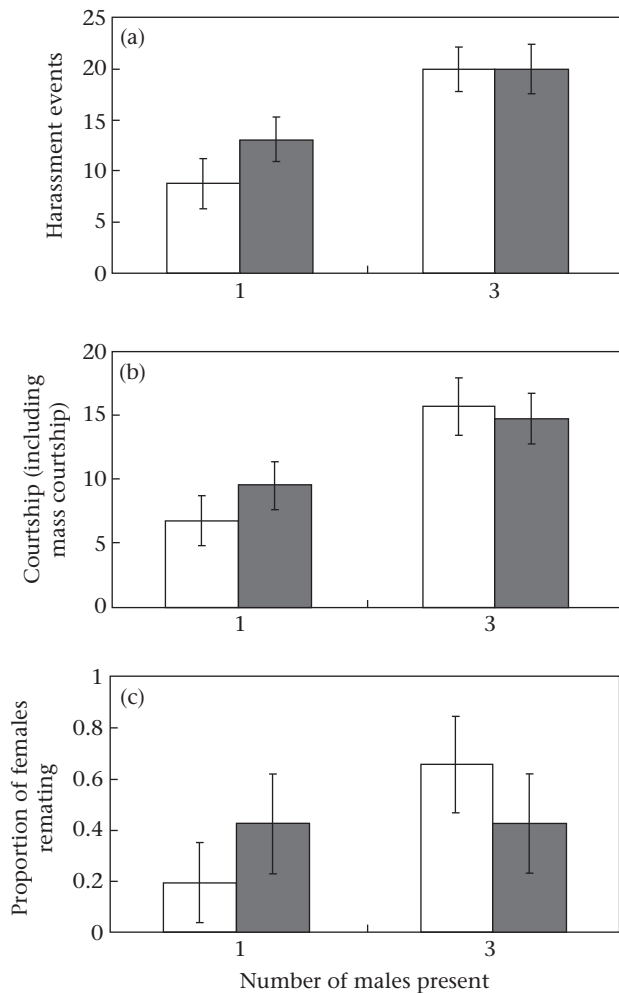 (a)
Harassment events
25
20
15
10
5
0
1
3
(b)
Courtship (including
mass courtship)
20
15
10
5
0
1
3
(c)
Proportion of females
remating
1
0.8
0.6
0.4
0.2
0
1
3
Number of males present